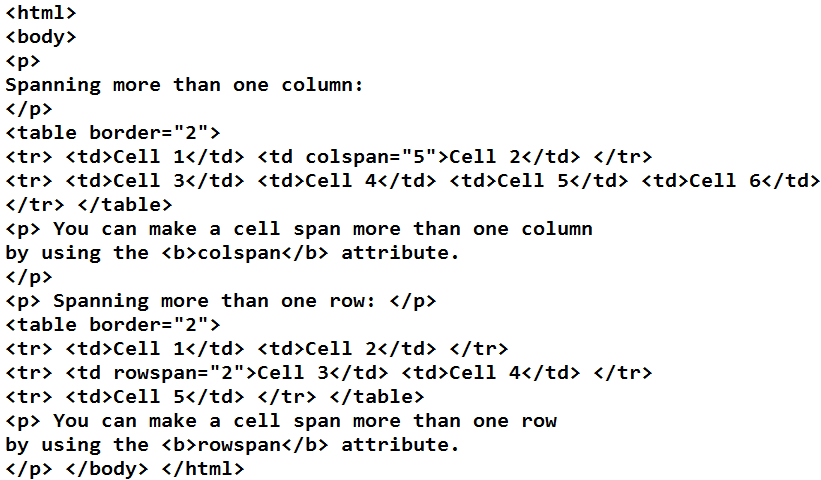 <html>
<body>
<p>
Spanning more than one column:
</p>
<table border="2">
<tr> <td>Cell 1</td> <td colspan="5">Cell 2</td> </tr>
<tr> <td>Cell 3</td> <td>Cell 4</td> <td>Cell 5</td> <td>Cell 6</td>
</tr> </table>
<p> You can make a cell span more than one column
by using the <b>colspan</b> attribute.
</p>
<p> Spanning more than one row: </p>
<table border="2">
<tr> <td>Cell 1</td> <td>Cell 2</td> </tr>
<tr> <td rowspan="2">Cell 3</td> <td>Cell 4</td> </tr>
<tr> <td>Cell 5</td> </tr> </table>
<p> You can make a cell span more than one row
by using the <b>rowspan</b> attribute.
</p> </body> </html>